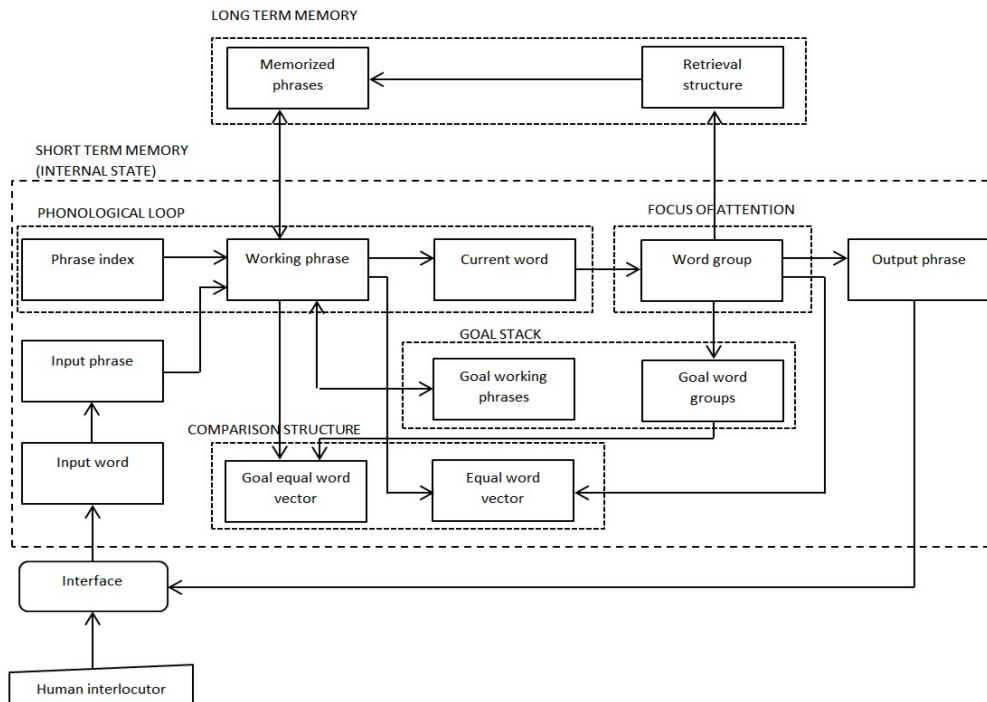 LONG TERM MEMORY
Memorized
phrases
Retrieval
structure
SHORT TERM MEMORY
(INTERNAL STATE)
PHONOLOGICAL LOOP
FOCUS OF ATTENTION
Phrase index
Working phrase
Current word
Word group
Output phrase
GOAL STACK
Input phrase
Goal working
phrases
Goal word
groups
COMPARISON STRUCTURE
Input word
Goal equal word
vector
Equal word
vector
Interface
Human interlocutor